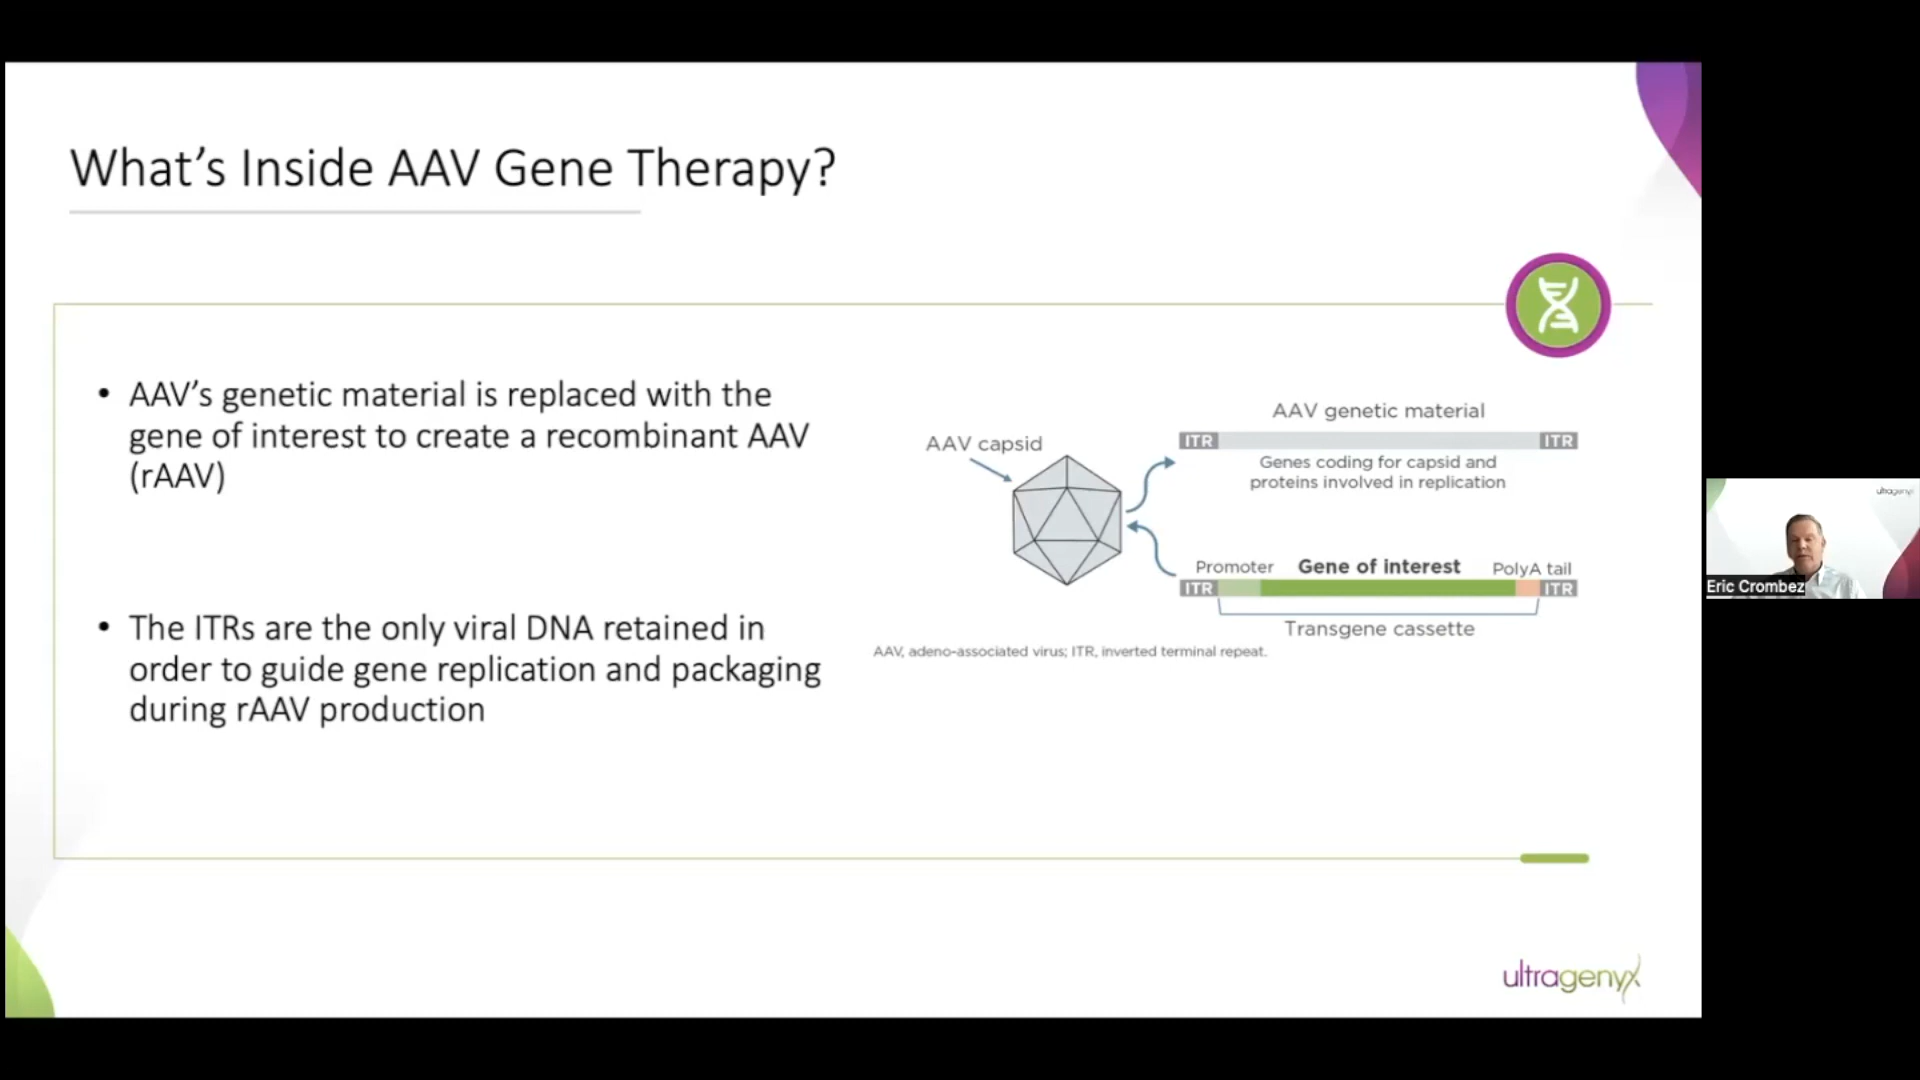 What's Inside AAV Gene Therapy?
• AAV's genetic material is replaced with the
gene of interest to create a recombinant AAV
(rAAV)
• The ITRs are the only viral DNA retained in
order to guide gene replication and packaging
during rAAV production
AAV capsid
AAV genetic material
ITR
ITR
Genes coding for capsid and
proteins involved in replication
Promoter
Gene of interest
PolyA tail
ITR
ITR
Transgene cassette
AAV, adeno-associated virus; ITR, inverted terminal repeat.
ultragenyx
ultragenyx
Eric Crombez